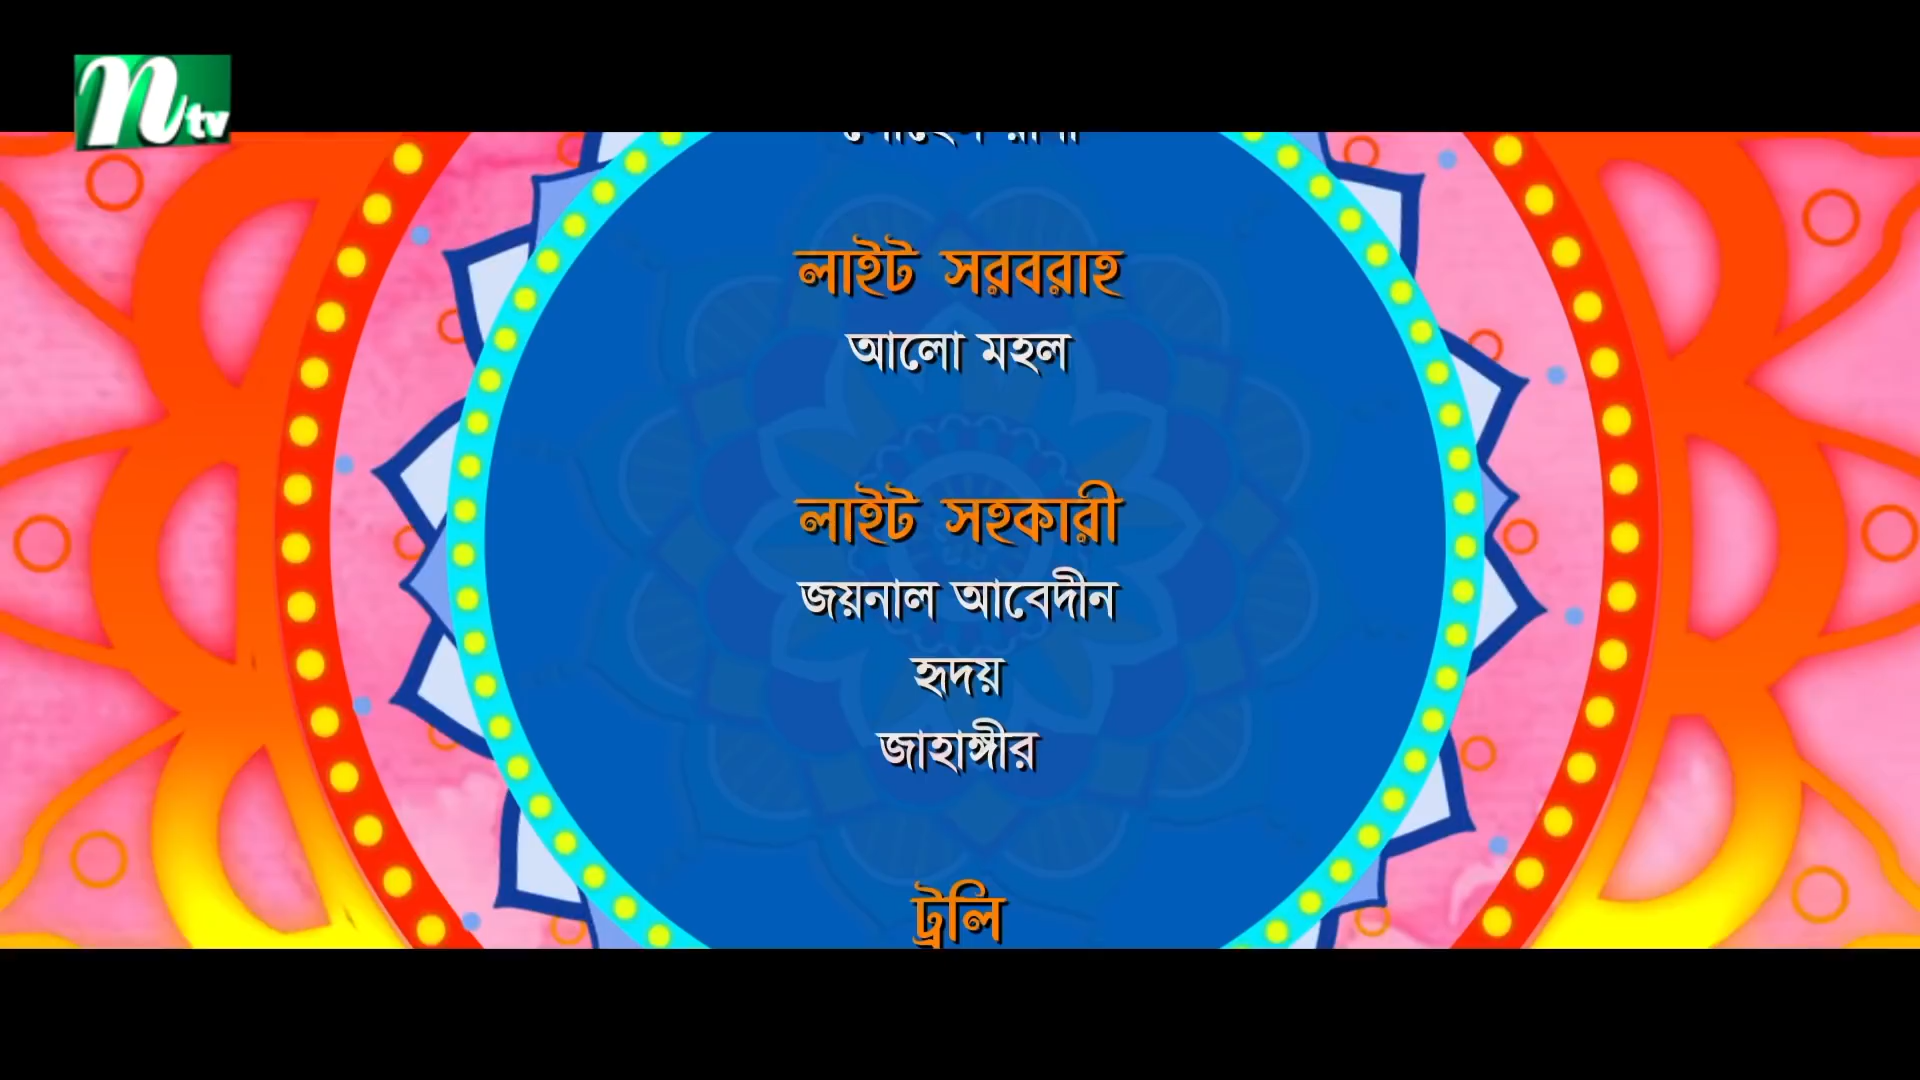 ntv
লাইট সরবরাহ
আলো মহল
লাইট সহকারী
জয়নাল আবেদীন
হৃদয়
জাহাঙ্গীর
ট্রলি